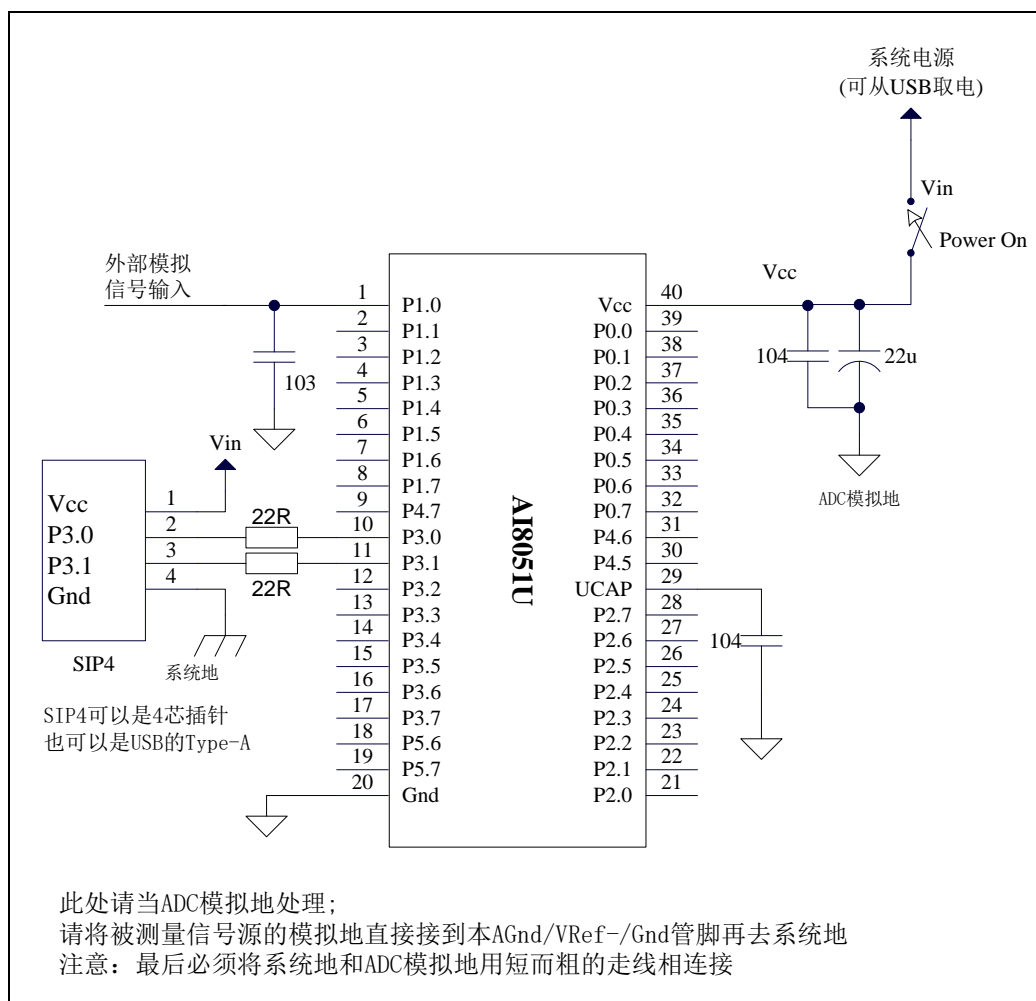 系统电源
(可从USB取电)
Vin
Power On
Vcc
外部模拟
信号输入
103
104
22u
ADC模拟地
Vin
Vcc
P3.0
P3.1
Gnd
1
2
3
4
22R
22R
SIP4
系统地
SIP4可以是4芯插针
也可以是USB的Type-A
AI8051U
1 P1.0
2 P1.1
3 P1.2
4 P1.3
5 P1.4
6 P1.5
7 P1.6
8 P1.7
9 P4.7
10 P3.0
11 P3.1
12 P3.2
13 P3.3
14 P3.4
15 P3.5
16 P3.6
17 P3.7
18 P5.6
19 P5.7
20 Gnd
Vcc 40
P0.0 39
P0.1 38
P0.2 37
P0.3 36
P0.4 35
P0.5 34
P0.6 33
P0.7 32
P4.6 31
P4.5 30
UCAP 29
P2.7 28
P2.6 27
P2.5 26
P2.4 25
P2.3 24
P2.2 23
P2.1 22
P2.0 21
104
此处请当ADC模拟地处理;
请将被测量信号源的模拟地直接接到本AGnd/VRef-/Gnd管脚再去系统地
注意：最后必须将系统地和ADC模拟地用短而粗的走线相连接